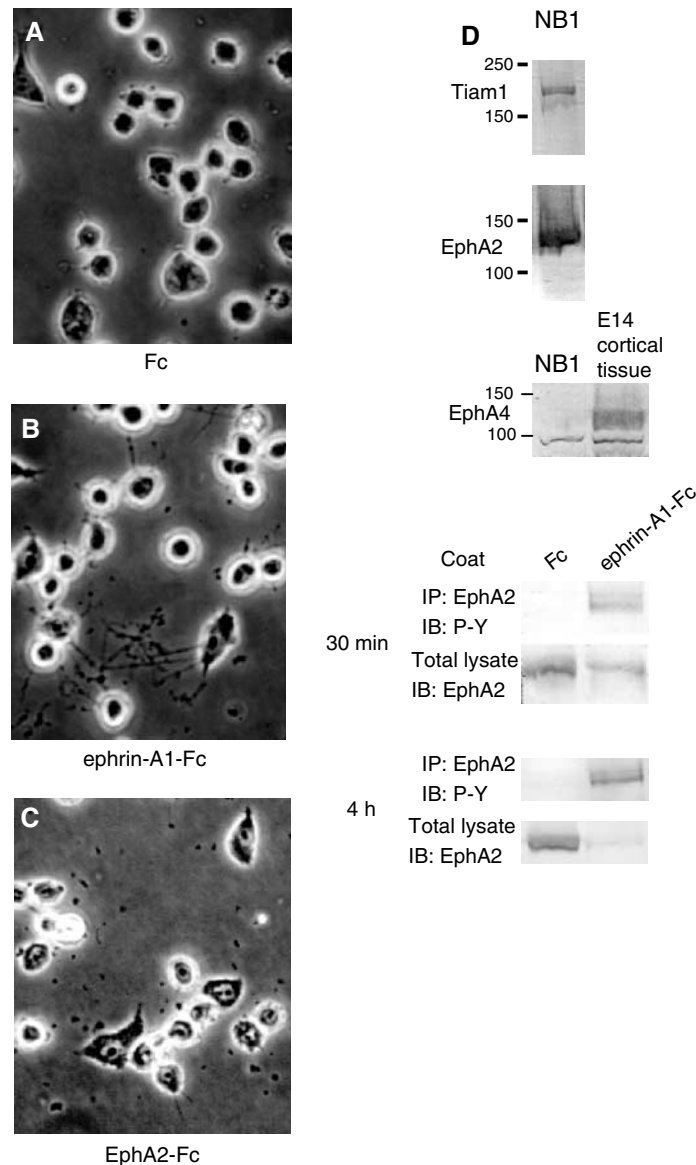 A
Fc
B
ephrin-A1-Fc
C
EphA2-Fc
D
NB1
250
Tiam1
150
150
EphA2
100
NB1
E14
cortical
tissue
150
EphA4
100
Coat
Fc
ephrin-A1-Fc
30 min
IP: EphA2
IB: P-Y
Total lysate
IB: EphA2
4 h
IP: EphA2
IB: P-Y
Total lysate
IB: EphA2